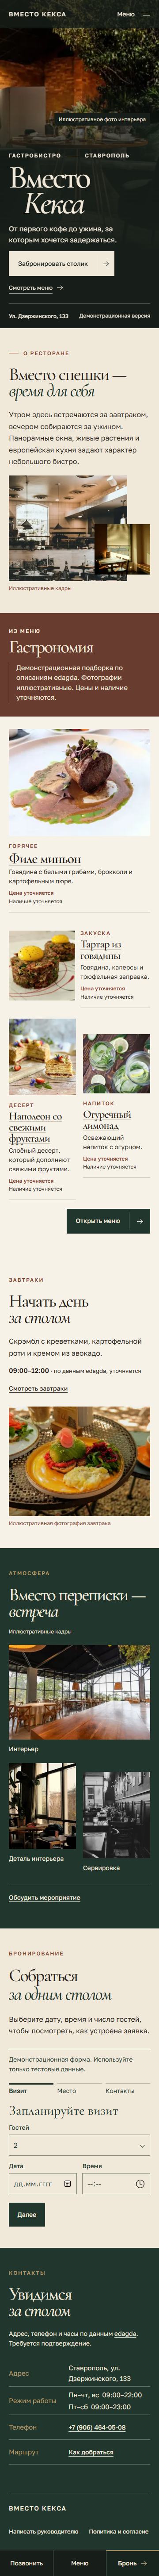 ВМЕСТО КЕКСА
Меню
Иллюстративное фото интерьера
ГАСТРОБИСТРО
СТАВРОПОЛЬ
Вместо
Кекса
От первого кофе до ужина, за
которым хочется задержаться.
Забронировать столик →
Смотреть меню →
Ул. Дзержинского, 133
Демонстрационная версия
О РЕСТОРАНЕ
Вместо спешки —
время для себя
Утром здесь встречаются за завтраком,
вечером собираются за ужином.
Панорамные окна, живые растения и
европейская кухня задают характер
небольшого бистро.
Иллюстративные кадры
ИЗ МЕНЮ
Гастрономия
Демонстрационная подборка по
описаниям edagda. Фотографии
иллюстративные. Цены и наличие
уточняются.
ГОРЯЧЕЕ
Филе миньон
Говядина с белыми грибами, брокколи и
картофельным пюре.
Цена уточняется
Наличие уточняется
ЗАКУСКА
Тартар из
говядины
Говядина, каперсы и
трюфельная заправка.
Цена уточняется
Наличие уточняется
ДЕСЕРТ
Наполеон со
свежими
фруктами
Слоёный десерт,
который дополняют
свежими фруктами.
Цена уточняется
Наличие уточняется
НАПИТОК
Огуречный
лимонад
Освежающий
напиток с огурцом.
Цена уточняется
Наличие уточняется
Открыть меню →
ЗАВТРАКИ
Начать день
за столом
Скрэмбл с креветками, картофельной
роти и кремом из авокадо.
09:00–12:00 · по данным edagda, уточняется
Смотреть завтраки
Иллюстративная фотография завтрака
АТМОСФЕРА
Вместо переписки —
встреча
Иллюстративные кадры
Интерьер
Деталь интерьера
Сервировка
Обсудить мероприятие
БРОНИРОВАНИЕ
Собраться
за одним столом
Выберите дату, время и число гостей,
чтобы посмотреть, как устроена заявка.
Демонстрационная форма. Используйте
только тестовые данные.
Визит
Место
Контакты
Запланируйте визит
Гостей
2
Дата
Время
дд.мм.гггг
--:--
Далее
КОНТАКТЫ
Увидимся
за столом
Адрес, телефон и часы по данным edagda.
Требуется подтверждение.
Адрес
Ставрополь, ул.
Дзержинского, 133
Режим работы
Пн–чт, вс 09:00–22:00
Пт–сб 09:00–23:00
Телефон
+7 (906) 464-05-08
Маршрут
Как добраться
ВМЕСТО КЕКСА
Написать руководителю
Политика и согласие
Позвонить
Меню
Бронь →